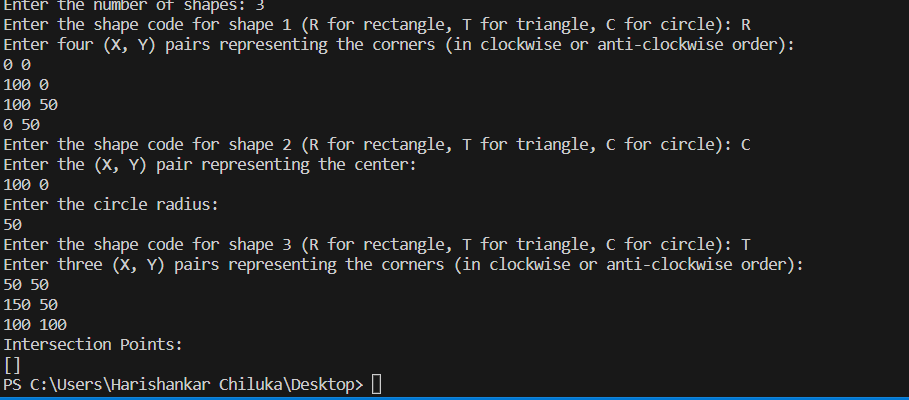 Enter the number of shapes: 3
Enter the shape code for shape 1 (R for rectangle, T for triangle, C for circle): R
Enter four (X, Y) pairs representing the corners (in clockwise or anti-clockwise order):
0 0
100 0
100 50
0 50
Enter the shape code for shape 2 (R for rectangle, T for triangle, C for circle): C
Enter the (X, Y) pair representing the center:
100 0
Enter the circle radius:
50
Enter the shape code for shape 3 (R for rectangle, T for triangle, C for circle): T
Enter three (X, Y) pairs representing the corners (in clockwise or anti-clockwise order):
50 50
150 50
100 100
Intersection Points:
[]
PS C:\Users\Harishankar Chiluka\Desktop>